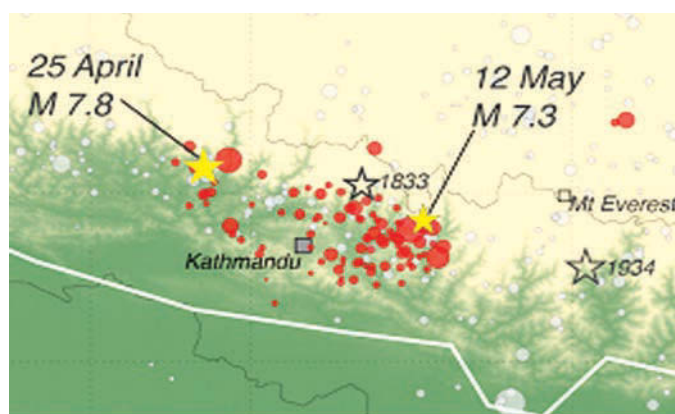 25 April
M 7.8
12 May
M 7.3
1833
Mt Everest
Kathmandu
1934